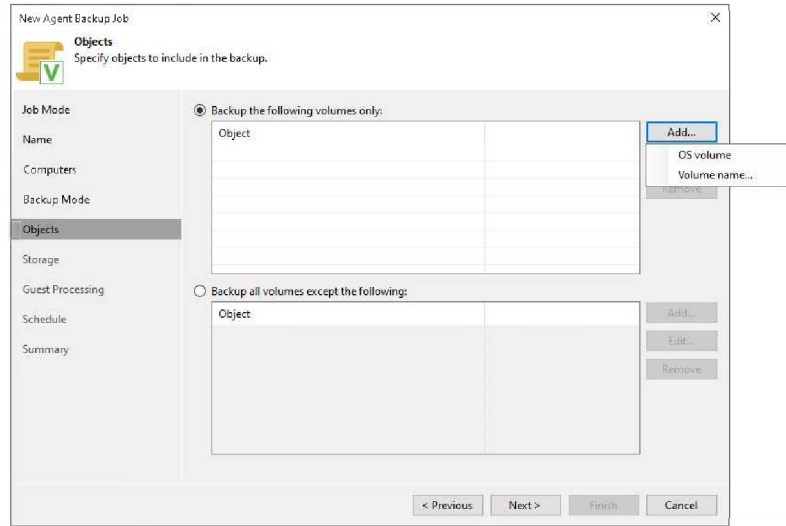 New Agent Backup Job
Objects
Specify objects to include in the backup.
Job Mode
Name
Computers
Backup Mode
Objects
Storage
Guest Processing
Schedule
Summary
Backup the following volumes only:
Object
Add...
OS volume
Volume name...
Remove
Backup all volumes except the following:
Object
Add...
Edit...
Remove
< Previous
Next >
Finish
Cancel